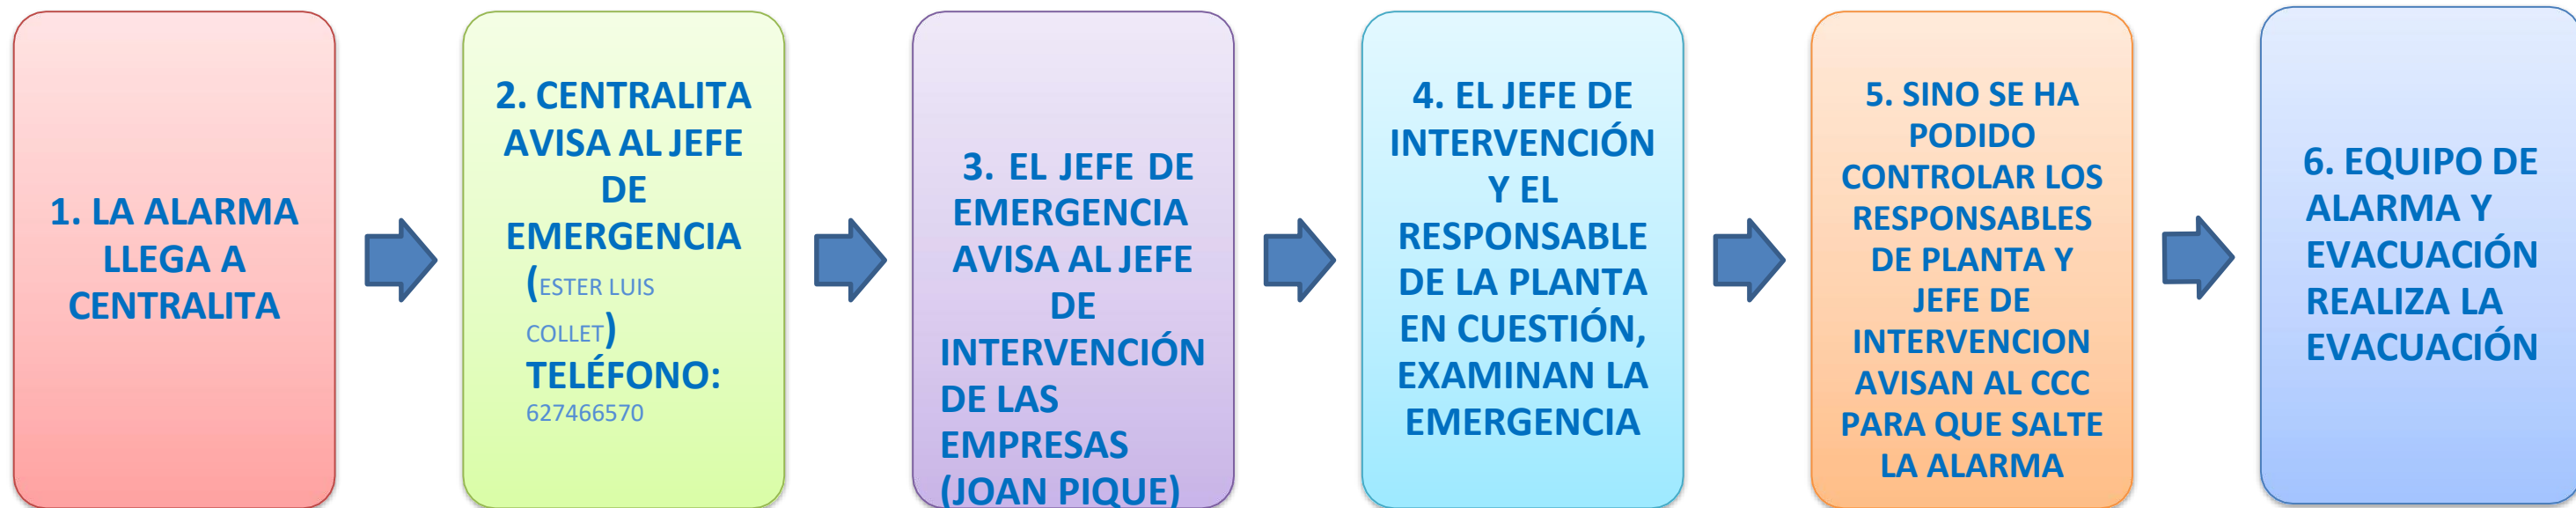 1. LA ALARMA
LLEGA A
CENTRALITA
2. CENTRALITA
AVISA AL JEFE
DE
EMERGENCIA
(ESTER LUIS
COLLET)
TELÉFONO:
627466570
3. EL JEFE DE
EMERGENCIA
AVISA AL JEFE
DE
INTERVENCIÓN
DE LAS
EMPRESAS
(JOAN PIQUE)
4. EL JEFE DE
INTERVENCIÓN
Y EL
RESPONSABLE
DE LA PLANTA
EN CUESTIÓN,
EXAMINAN LA
EMERGENCIA
5. SINO SE HA
PODIDO
CONTROLAR LOS
RESPONSABLES
DE PLANTA Y
JEFE DE
INTERVENCION
AVISAN AL CCC
PARA QUE SALTE
LA ALARMA
6. EQUIPO DE
ALARMA Y
EVACUACIÓN
REALIZA LA
EVACUACIÓN